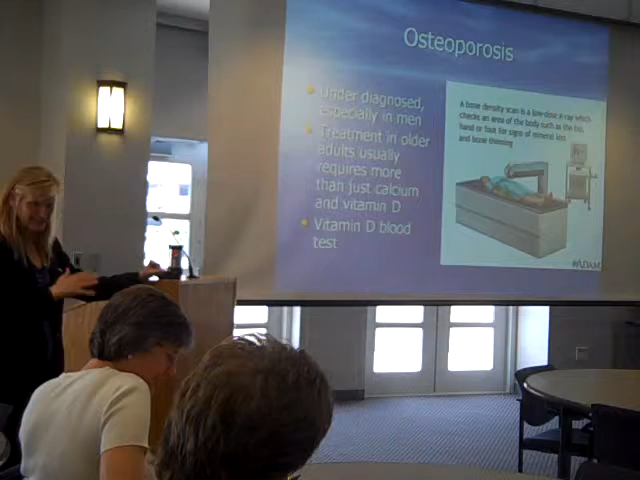 Osteoporosis
Under diagnosed,
especially in men
Treatment in older
adults usually
requires more
than just calcium
and vitamin D
Vitamin D blood
test
A bone density scan is a low-dose X-ray which
checks an area of the body such as the hip,
hand or foot for signs of mineral loss
and bone thinning
ADAM